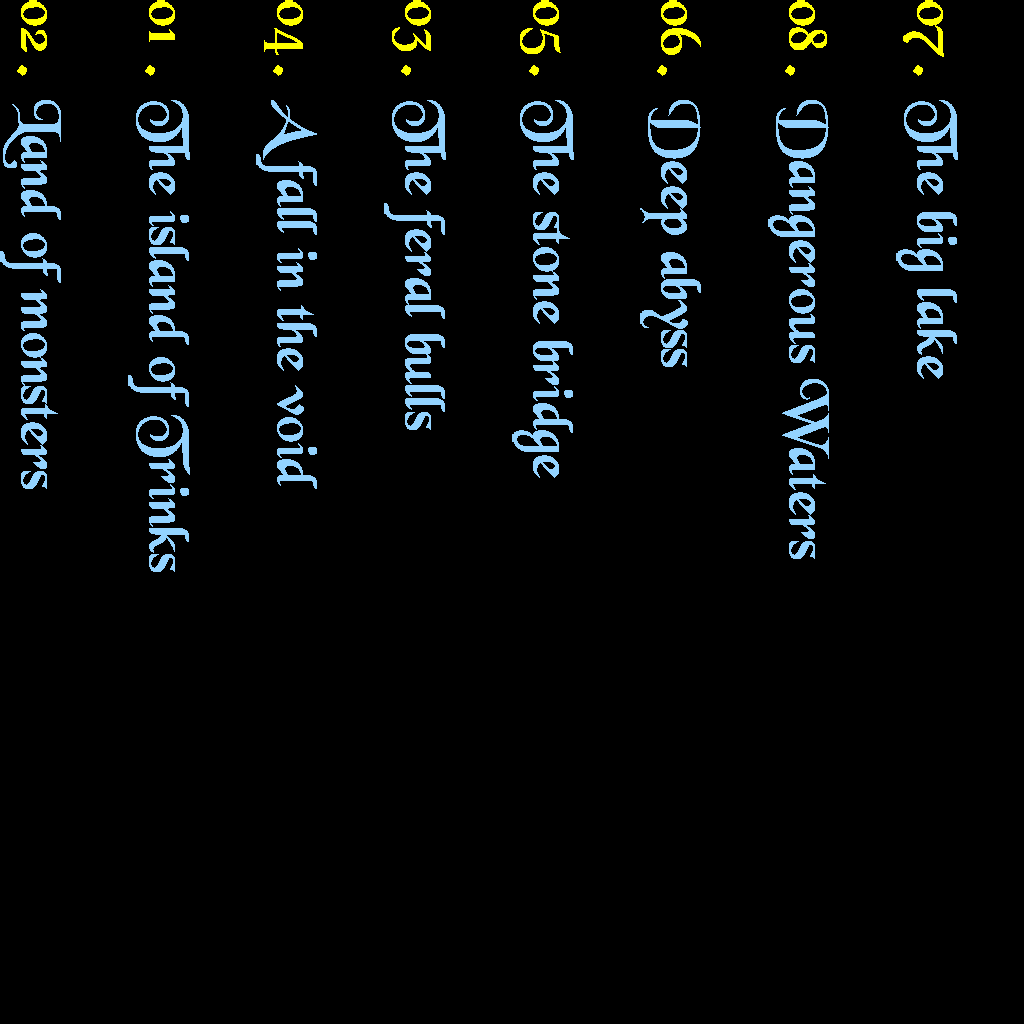 07. The big lake
08. Dangerous Waters
06. Deep abyss
05. The stone bridge
03. The feral bulls
04. A fall in the void
01. The island of Trinks
02. Land of monsters